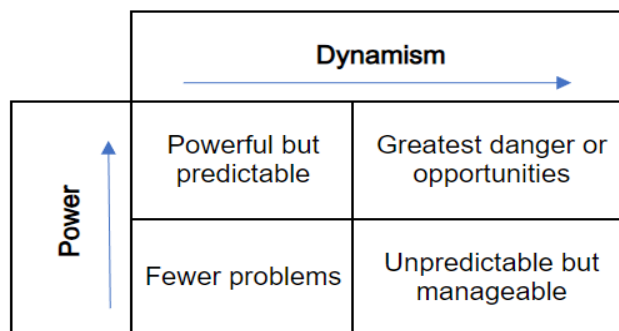 Dynamism
Power
Powerful but
predictable
Greatest danger or
opportunities
Fewer problems
Unpredictable but
manageable